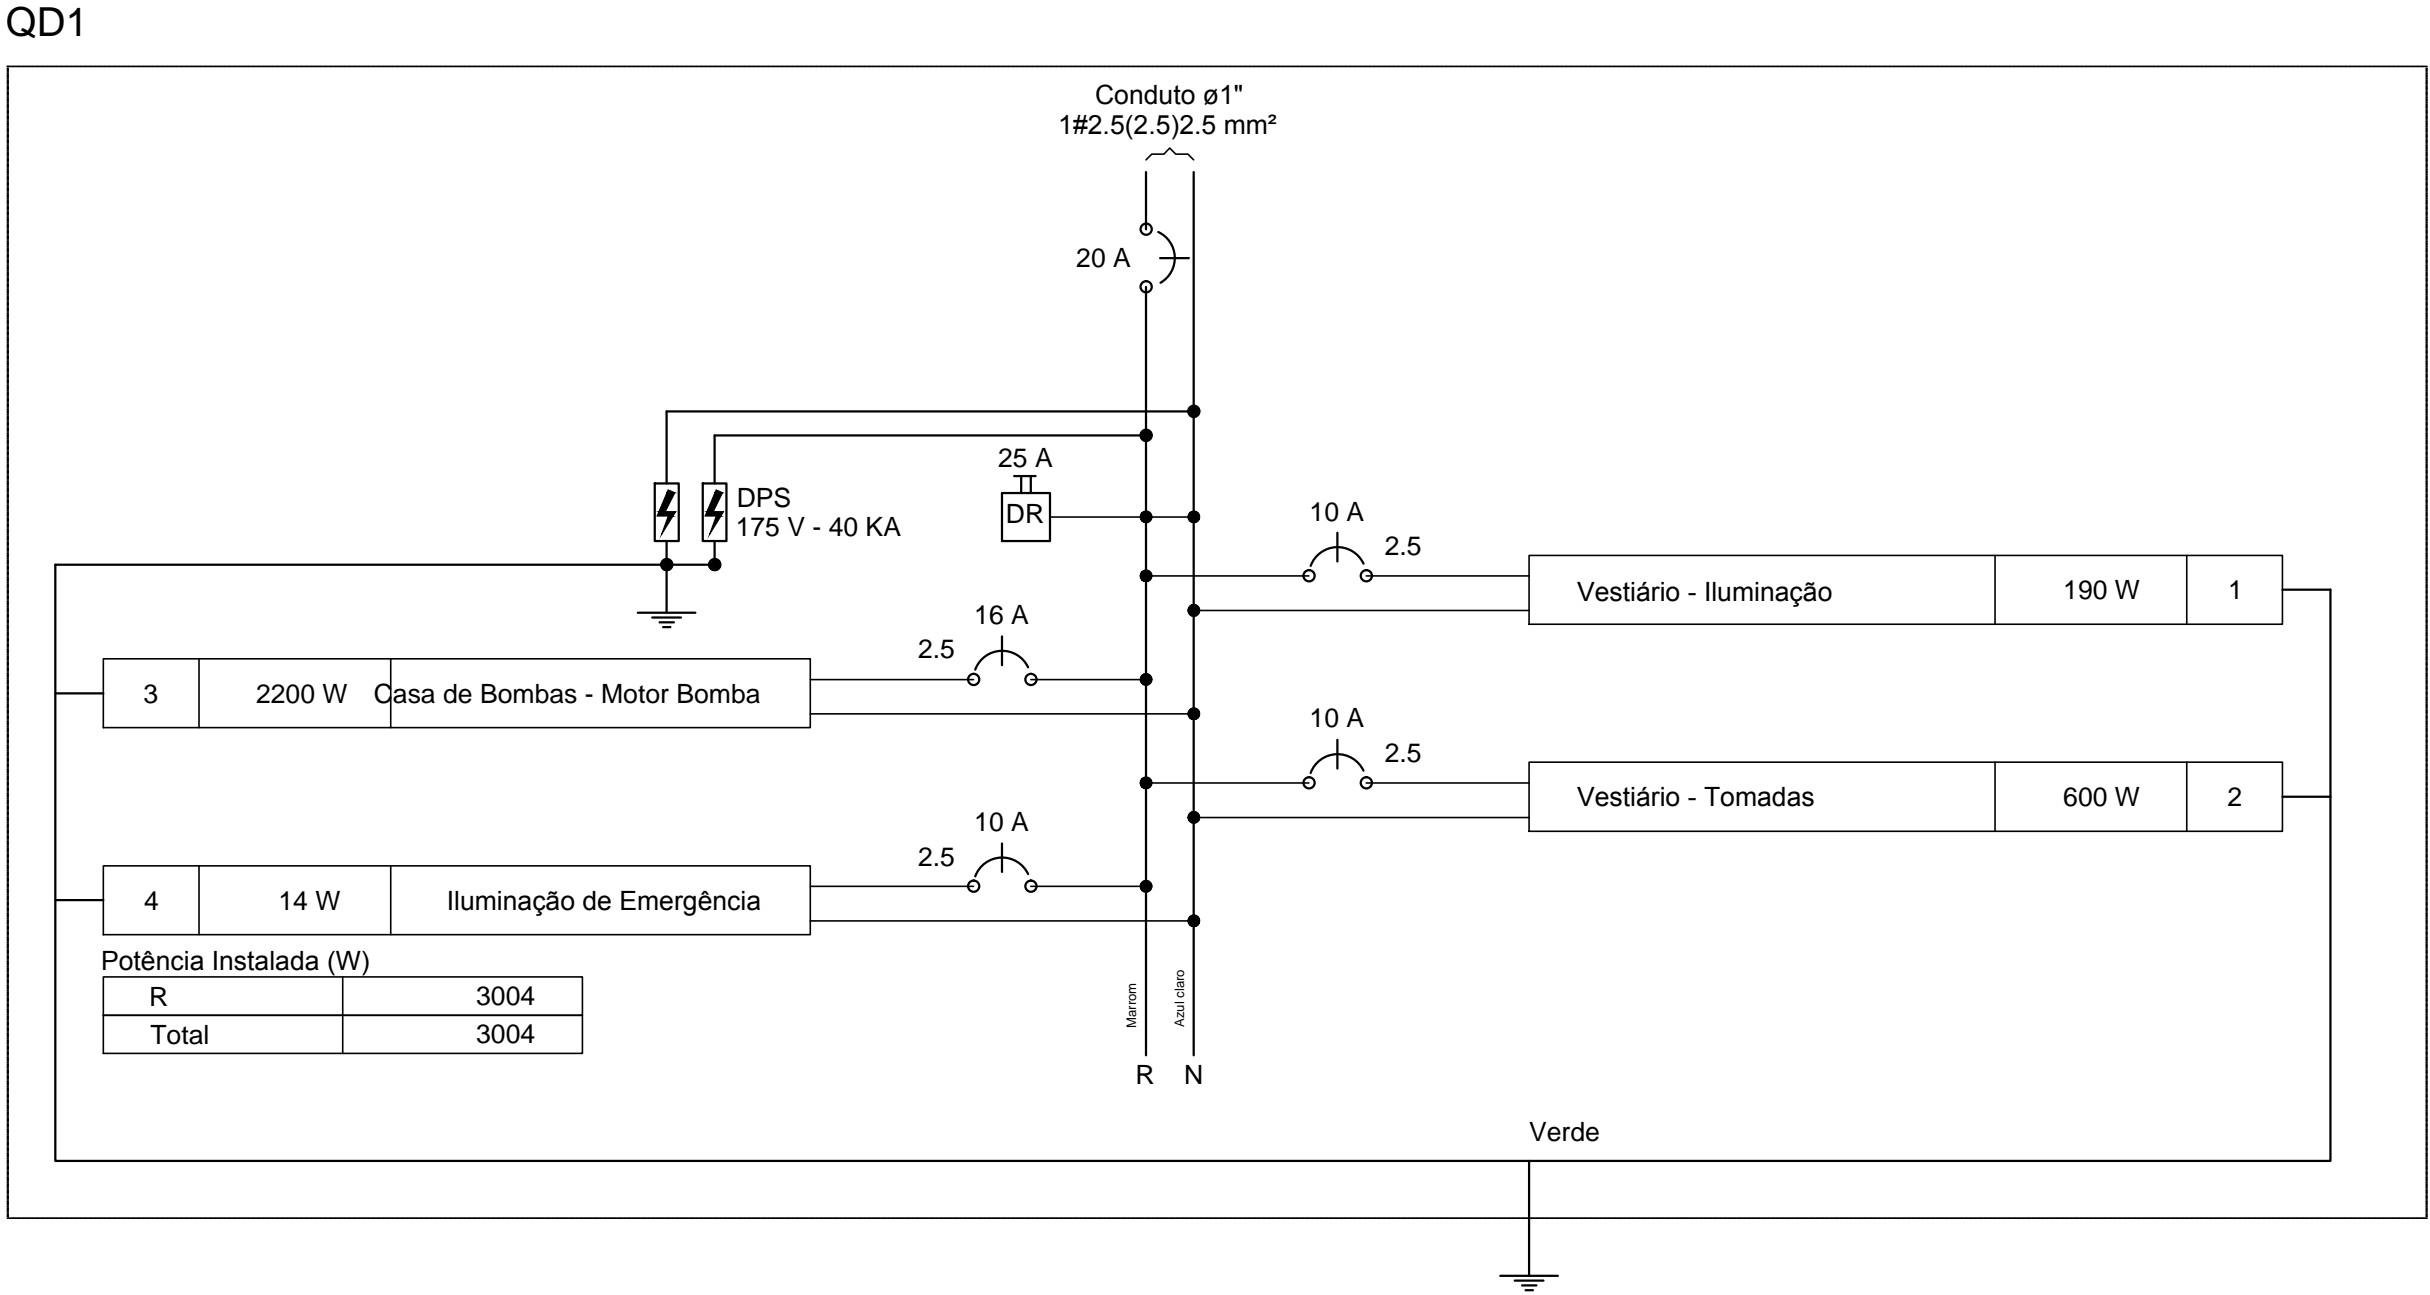 QD1
Conduto ø1"
1#2.5(2.5)2.5 mm²
20 A
25 A
DPS
175 V - 40 KA
DR
10 A
2.5
Vestiário - Iluminação 190 W 1
16 A
2.5
3 2200 W Casa de Bombas - Motor Bomba
10 A
2.5
Vestiário - Tomadas 600 W 2
10 A
2.5
4 14 W Iluminação de Emergência
Potência Instalada (W)
R 3004
Total 3004
Marrom
Azul claro
R N
Verde